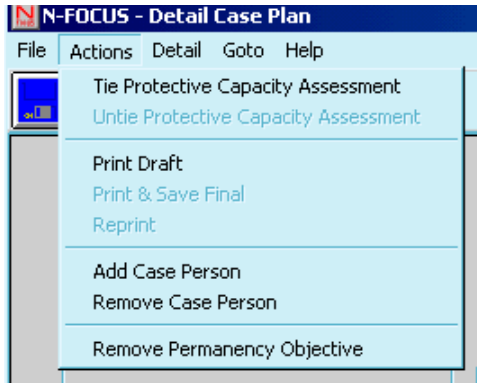 N-FOCUS - Detail Case Plan
File Actions Detail Goto Help
Tie Protective Capacity Assessment
Untie Protective Capacity Assessment
Print Draft
Print & Save Final
Reprint
Add Case Person
Remove Case Person
Remove Permanency Objective